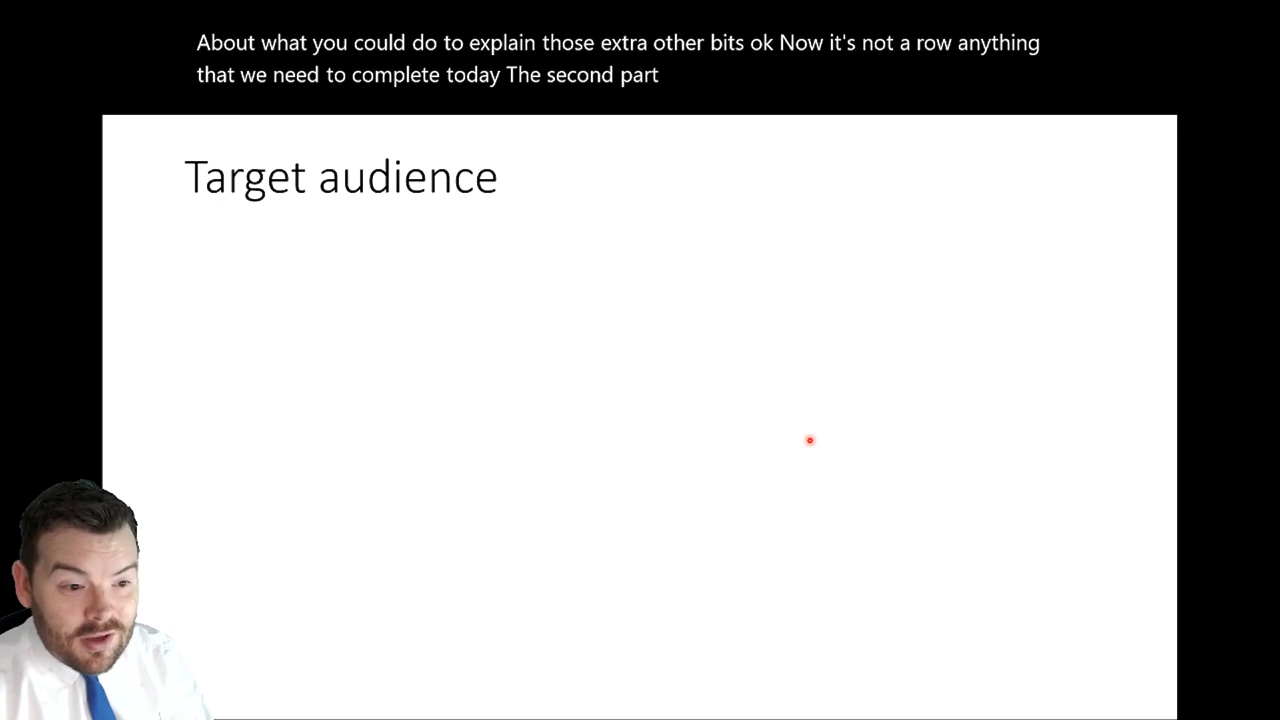 About what you could do to explain those extra other bits ok Now it's not a row anything
that we need to complete today The second part
Target audience